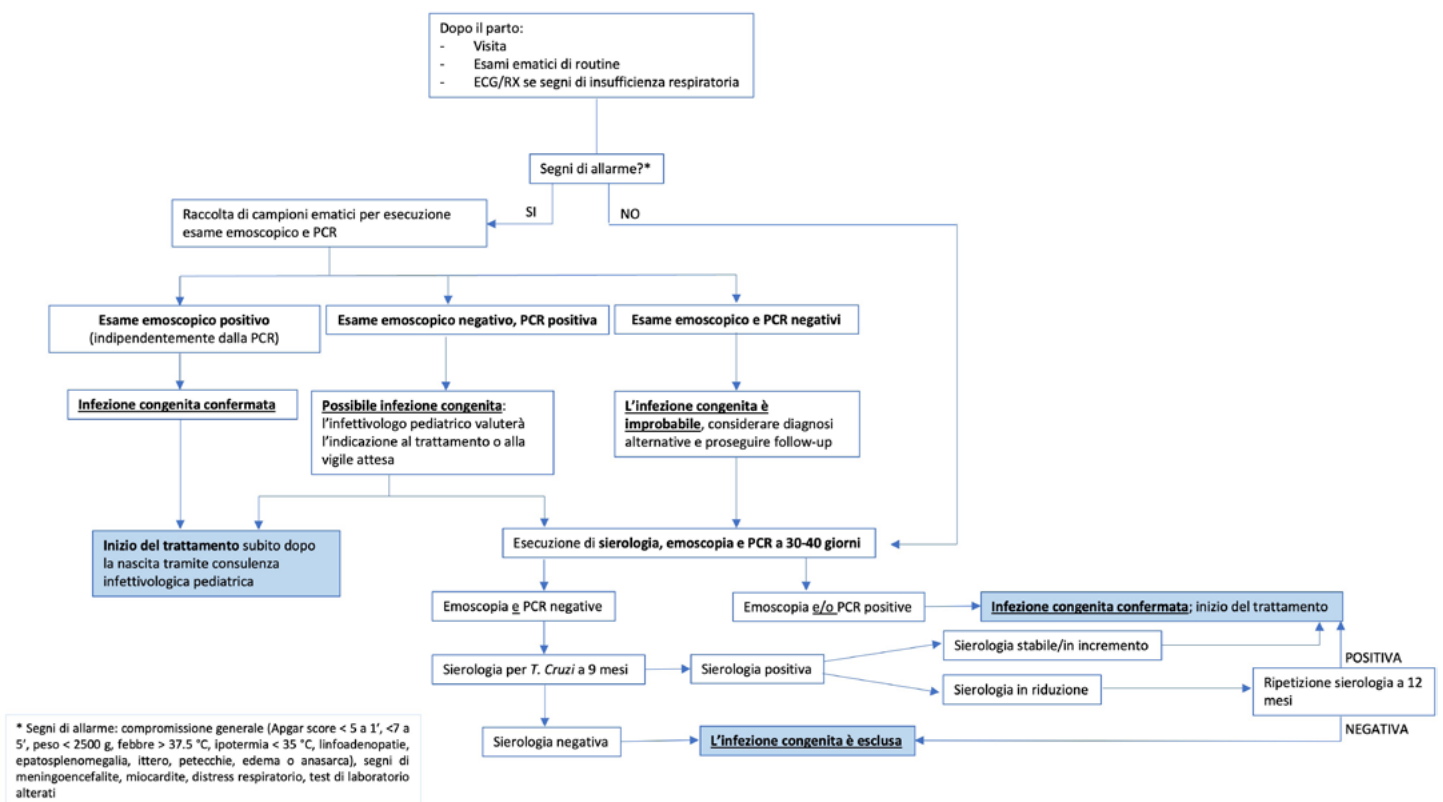 Dopo il parto:
- Visita
- Esami ematici di routine
- ECG/RX se segni di insufficienza respiratoria
Segni di allarme?*
SI
NO
Raccolta di campioni ematici per esecuzione
esame emoscopico e PCR
Esame emoscopico positivo
(indipendentemente dalla PCR)
Esame emoscopico negativo, PCR positiva
Esame emoscopico e PCR negativi
Infezione congenita confermata
Possibile infezione congenita:
l'infettivologo pediatrico valuterà
l'indicazione al trattamento o alla
vigile attesa
L'infezione congenita è
improbabile, considerare diagnosi
alternative e proseguire follow-up
Inizio del trattamento subito dopo
la nascita tramite consulenza
infettivologica pediatrica
Esecuzione di sierologia, emoscopia e PCR a 30-40 giorni
Emoscopia e PCR negative
Emoscopia e/o PCR positive
Infezione congenita confermata; inizio del trattamento
Sierologia per T. Cruzi a 9 mesi
Sierologia positiva
Sierologia stabile/in incremento
Sierologia in riduzione
POSITIVA
Ripetizione sierologia a 12
mesi
NEGATIVA
Sierologia negativa
L'infezione congenita è esclusa
* Segni di allarme: compromissione generale (Apgar score < 5 a 1', <7 a
5', peso < 2500 g, febbre > 37.5 °C, ipotermia < 35 °C, linfoadenopatie,
epatosplenomegalia, ittero, petecchie, edema o anasarca), segni di
meningoencefalite, miocardite, distress respiratorio, test di laboratorio
alterati